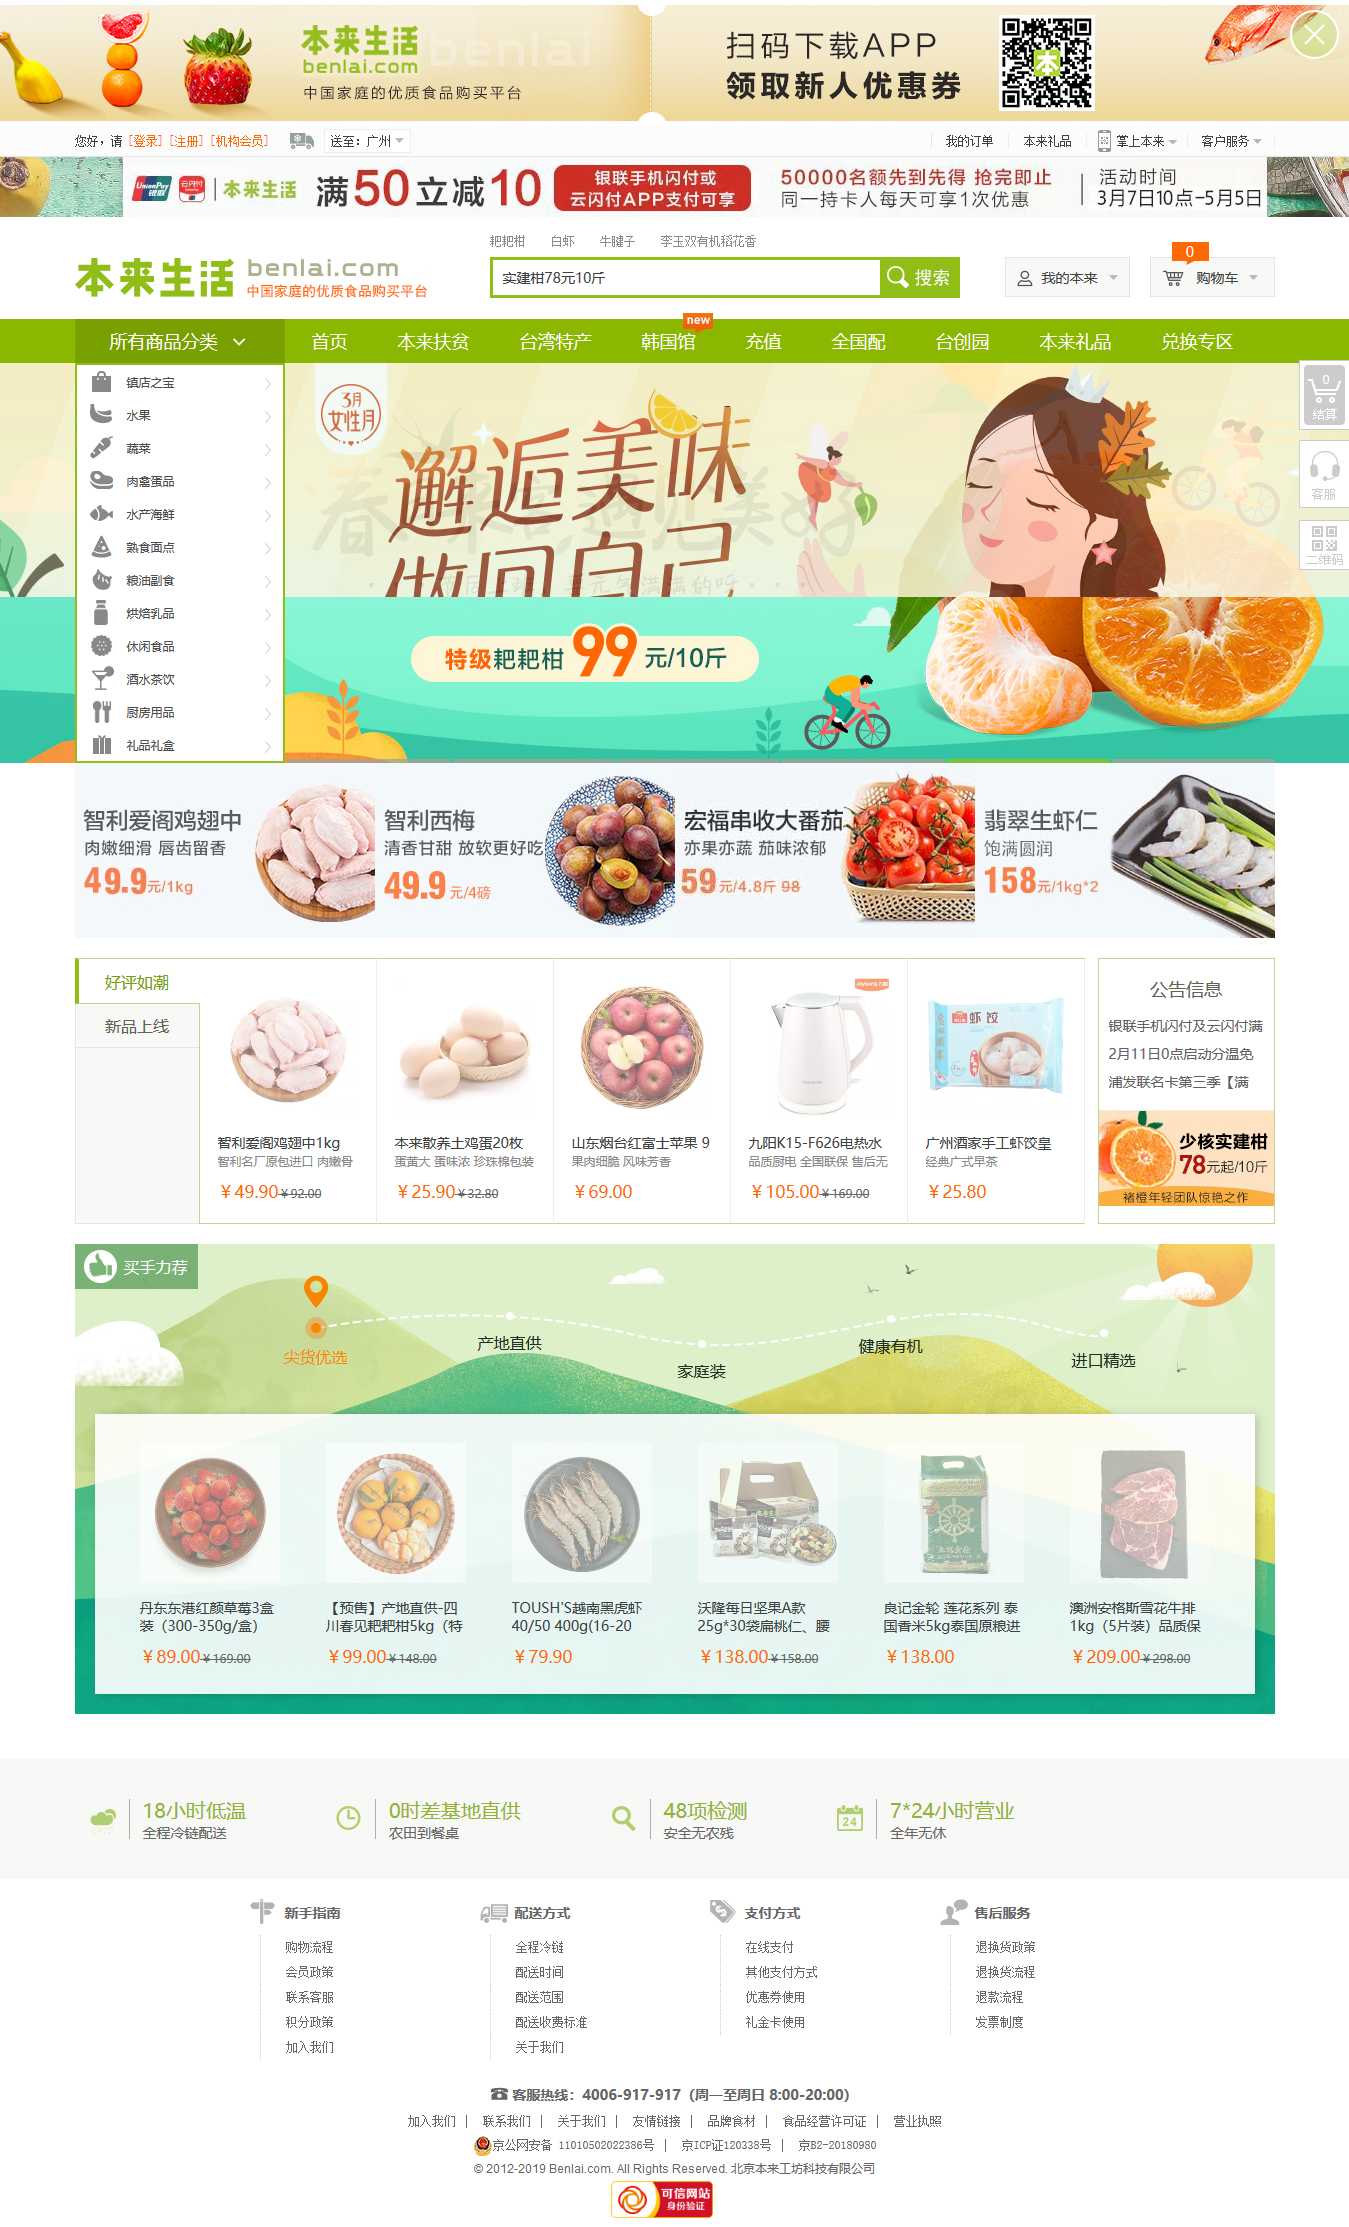 本来生活 benlai.com
benlai.com
中国家庭的优质食品购买平台
扫码下载APP
领取新人优惠券
本
您好，请 [登录] [注册] [机构会员]
送至：广州
我的订单
本来礼品
掌上本来
客户服务
UnionPay 银联 云闪付 本来生活 满50立减10
银联手机闪付或
云闪付APP支付可享
50000名额先到先得 抢完即止
同一持卡人每天可享1次优惠
活动时间
3月7日10点-5月5日
耙耙柑 白虾 牛腱子 李玉双有机稻花香
本来生活 benlai.com
中国家庭的优质食品购买平台
实建柑78元10斤
搜索
我的本来
0
购物车
new
所有商品分类 首页 本来扶贫 台湾特产 韩国馆 充值 全国配 台创园 本来礼品 兑换专区
镇店之宝
水果
蔬菜
肉禽蛋品
水产海鲜
熟食面点
粮油副食
烘焙乳品
休闲食品
酒水茶饮
厨房用品
礼品礼盒
3月
女性月
邂逅美味
做回自己
特级耙耙柑 99 元/10斤
0
结算
客服
二维码
智利爱阁鸡翅中
肉嫩细滑 唇齿留香
49.9元/1kg
智利西梅
清香甘甜 放软更好吃
49.9 元/4磅
宏福串收大番茄
亦果亦蔬 茄味浓郁
59元/4.8斤 98
翡翠生虾仁
饱满圆润
158元/1kg*2
好评如潮
新品上线
Joyoung 九阳
虾饺
智利爱阁鸡翅中1kg
智利名厂原包进口 肉嫩骨
￥49.90￥92.00
本来散养土鸡蛋20枚
蛋黄大 蛋味浓 珍珠棉包装
￥25.90￥32.80
山东烟台红富士苹果 9
果肉细脆 风味芳香
￥69.00
九阳K15-F626电热水
品质厨电 全国联保 售后无
￥105.00￥169.00
广州酒家手工虾饺皇
经典广式早茶
￥25.80
公告信息
银联手机闪付及云闪付满
2月11日0点启动分温免
浦发联名卡第三季【满
少核实建柑
78元起/10斤
褚橙年轻团队惊艳之作
买手力荐
尖货优选
产地直供
家庭装
健康有机
进口精选
丹东东港红颜草莓3盒
装（300-350g/盒）
￥89.00￥169.00
【预售】产地直供-四
川春见耙耙柑5kg（特
￥99.00￥148.00
TOUSH'S越南黑虎虾
40/50 400g(16-20
￥79.90
沃隆每日坚果A款
25g*30袋扁桃仁、腰
￥138.00￥158.00
良记金轮 莲花系列 泰
国香米5kg泰国原粮进
￥138.00
澳洲安格斯雪花牛排
1kg（5片装）品质保
￥209.00￥298.00
18小时低温
全程冷链配送
0时差基地直供
农田到餐桌
48项检测
安全无农残
24
7*24小时营业
全年无休
新手指南
购物流程
会员政策
联系客服
积分政策
加入我们
配送方式
全程冷链
配送时间
配送范围
配送收费标准
关于我们
支付方式
在线支付
其他支付方式
优惠券使用
礼金卡使用
售后服务
退换货政策
退换货流程
退款流程
发票制度
客服热线：4006-917-917（周一至周日 8:00-20:00）
加入我们 | 联系我们 | 关于我们 | 友情链接 | 品牌食材 | 食品经营许可证 | 营业执照
京公网安备 11010502022386号 | 京ICP证120338号 | 京B2-20180980
© 2012-2019 Benlai.com. All Rights Reserved. 北京本来工坊科技有限公司
可信网站
身份验证